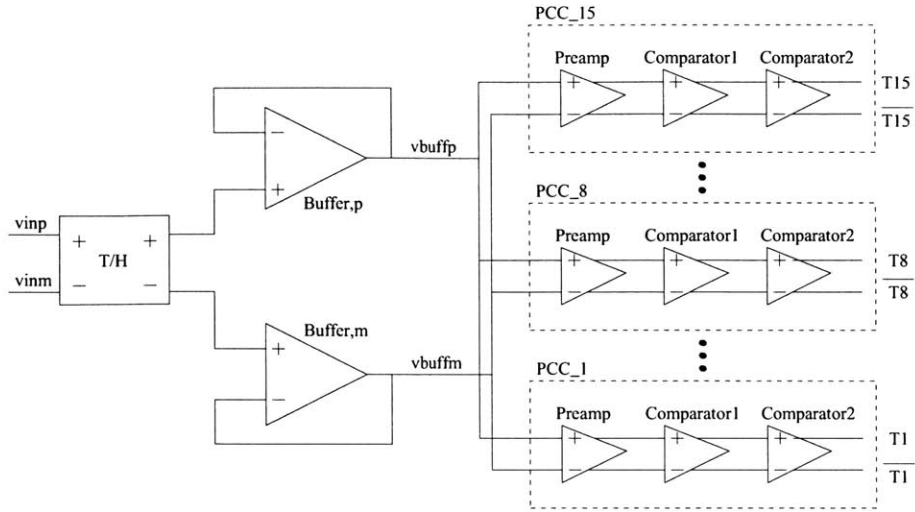 PCC_15
Preamp Comparator1 Comparator2
+ + +
− − −
T15
T15
−
+
vbuffp
Buffer,p
PCC_8
Preamp Comparator1 Comparator2
+ + +
− − −
T8
T8
vinp
vinm
+ +
T/H
− −
Buffer,m
+
−
vbuffm
PCC_1
Preamp Comparator1 Comparator2
+ + +
− − −
T1
T1